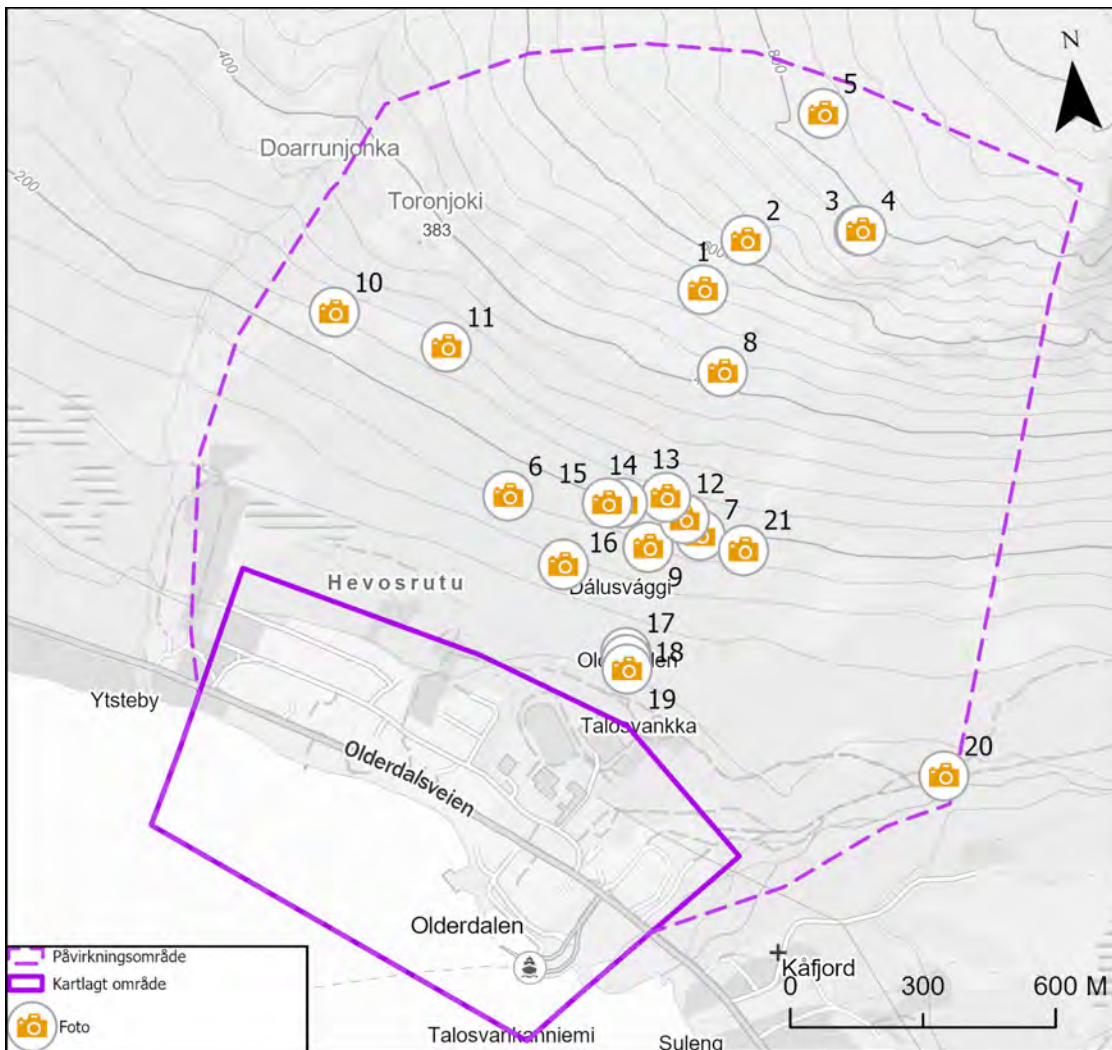 400
800
5
N
Doarrunjohka
200
Toronjoki
383
3
4
2
1
10
11
8
6
15
14
13
12
7
21
16
9
Dálusvággi
Hevosrutu
17
18
19
Talosvankka
Ytsteby
Olderdalsveien
20
Olderdalen
Kåfjord
Påvirkningsområde
Kartlagt område
Foto
0
300
600 M
Talosvankanniemi
Suleng